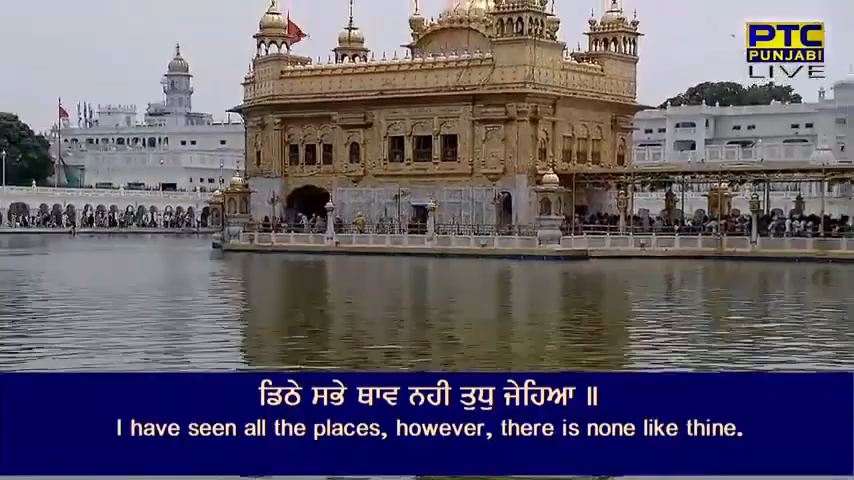 PTC
PUNJABI
LIVE
ਡਿਠੇ ਸਭੇ ਥਾਵ ਨਹੀ ਤੁਧੁ ਜੇਹਿਆ ॥
I have seen all the places, however, there is none like thine.